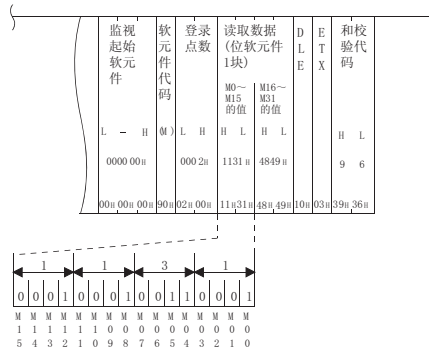 监视 软 登录 读取数据 D E 和校
起始 元 点数 (位软元件 L T 验代
软元 件 1块) E X 码
件 代
码
M0～ M16～
M15 M31
的值 的值
L － H (M) L H H L H L H L
0000 00H 000 2H 1131 H 4849 H 9 6
00H 00H 00H 90H 02H 00H 11H 31H 48H 49H 10H 03H 39H 36H
1 1 3 1
0 0 0 1 0 0 0 1 0 0 1 1 0 0 0 1
M M M M M M M M M M M M M M M M
1 1 1 1 1 1 0 0 0 0 0 0 0 0 0 0
5 4 3 2 1 0 9 8 7 6 5 4 3 2 1 0